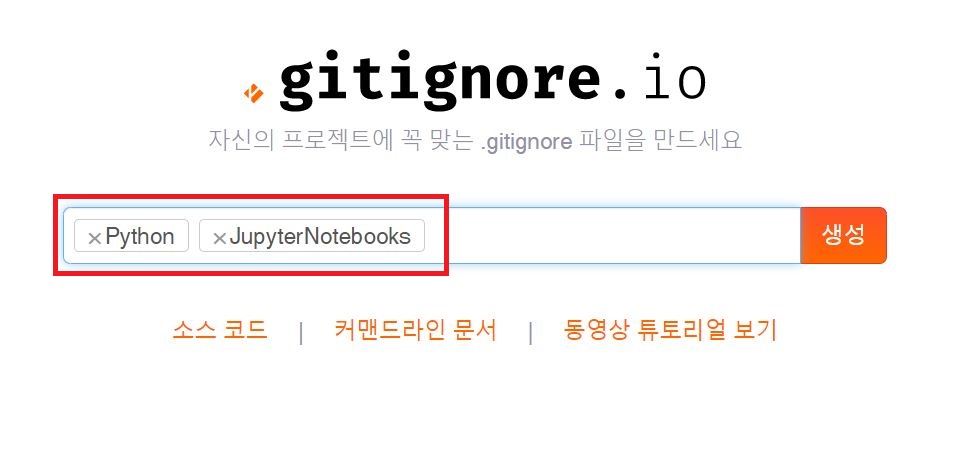 gitignore.io
자신의 프로젝트에 꼭 맞는 .gitignore 파일을 만드세요
×Python ×JupyterNotebooks 생성
소스 코드 | 커맨드라인 문서 | 동영상 튜토리얼 보기